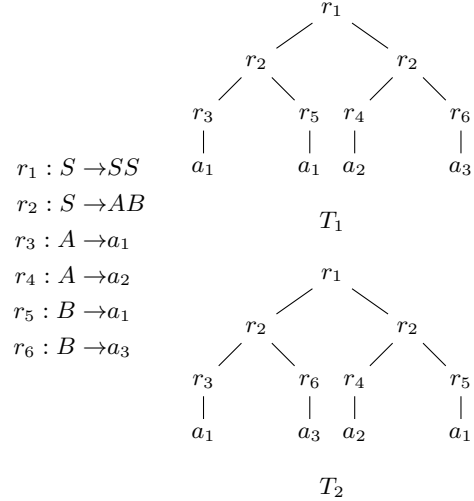 r₁
r₂ r₂
r₃ r₅ r₄ r₆
a₁ a₁ a₂ a₃
T₁
r₁ : S →SS
r₂ : S →AB
r₃ : A →a₁
r₄ : A →a₂
r₅ : B →a₁
r₆ : B →a₃
r₁
r₂ r₂
r₃ r₆ r₄ r₅
a₁ a₃ a₂ a₁
T₂